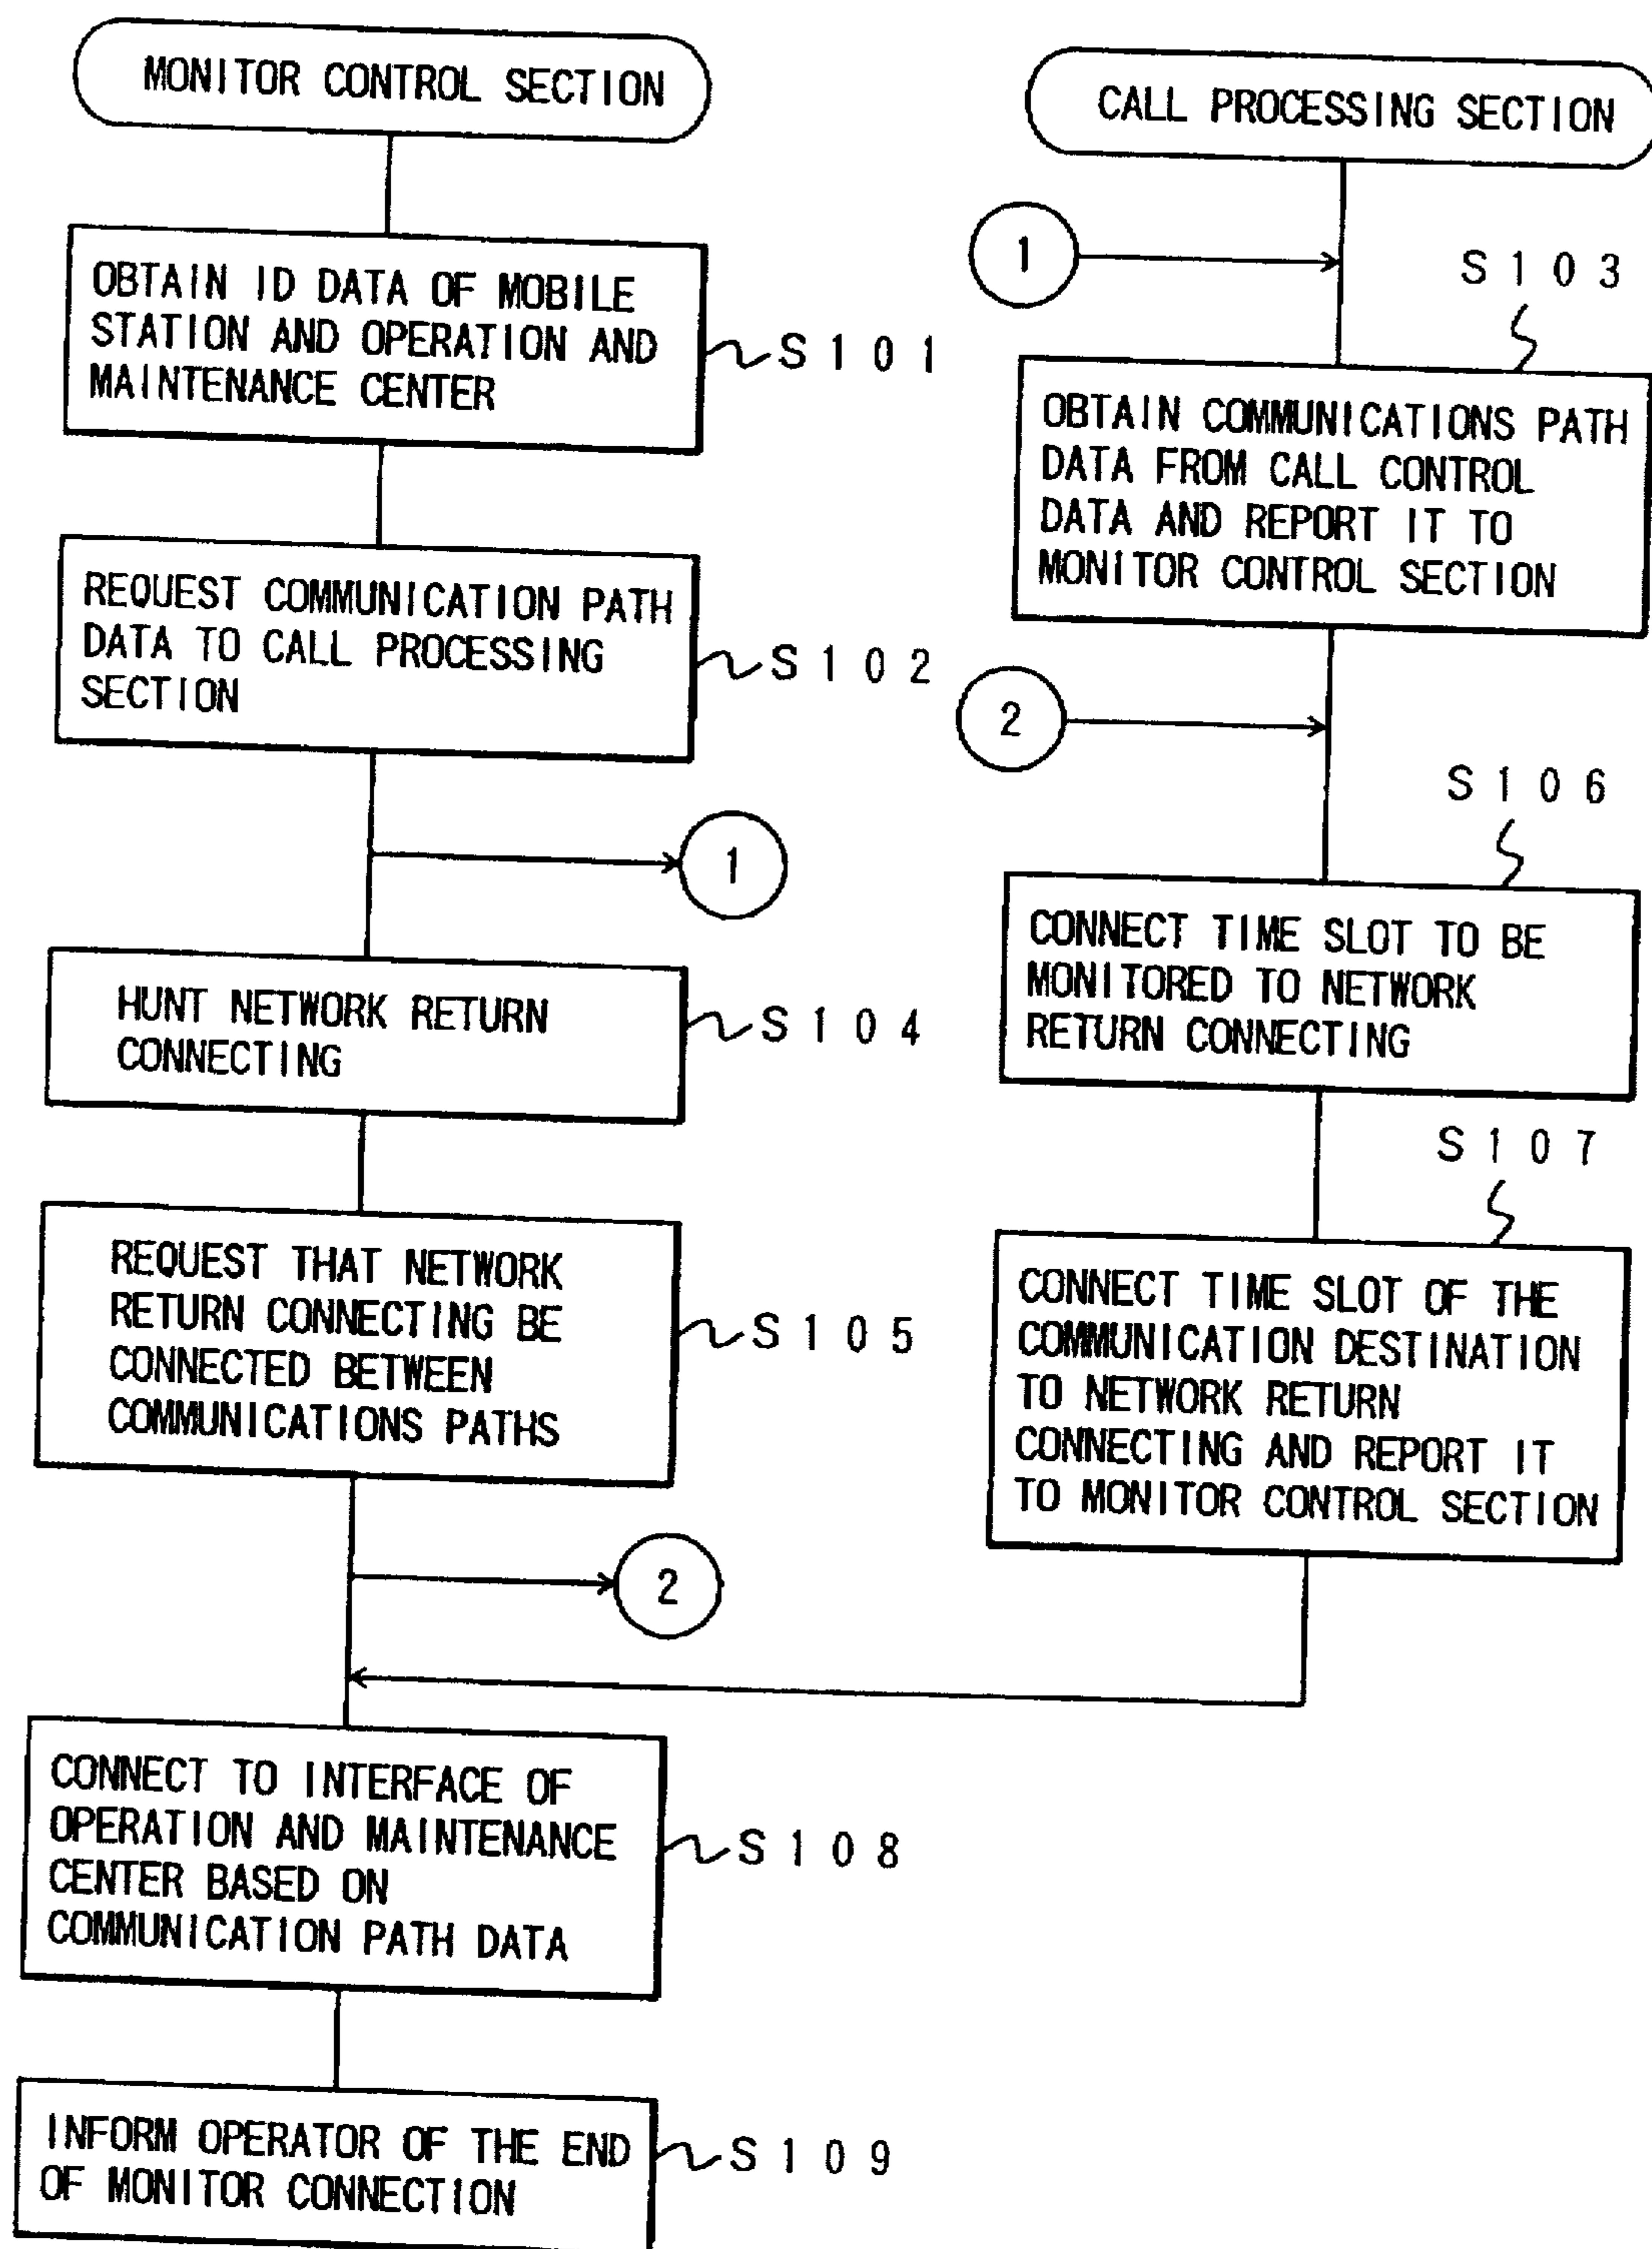 MONITOR CONTROL SECTION
OBTAIN ID DATA OF MOBILE
STATION AND OPERATION AND
MAINTENANCE CENTER
S101
REQUEST COMMUNICATION PATH
DATA TO CALL PROCESSING
SECTION
S102
1
HUNT NETWORK RETURN
CONNECTING
S104
REQUEST THAT NETWORK
RETURN CONNECTING BE
CONNECTED BETWEEN
COMMUNICATIONS PATHS
S105
2
CONNECT TO INTERFACE OF
OPERATION AND MAINTENANCE
CENTER BASED ON
COMMUNICATION PATH DATA
S108
INFORM OPERATOR OF THE END
OF MONITOR CONNECTION
S109
CALL PROCESSING SECTION
1
S103
OBTAIN COMMUNICATIONS PATH
DATA FROM CALL CONTROL
DATA AND REPORT IT TO
MONITOR CONTROL SECTION
2
S106
CONNECT TIME SLOT TO BE
MONITORED TO NETWORK
RETURN CONNECTING
S107
CONNECT TIME SLOT OF THE
COMMUNICATION DESTINATION
TO NETWORK RETURN
CONNECTING AND REPORT IT
TO MONITOR CONTROL SECTION